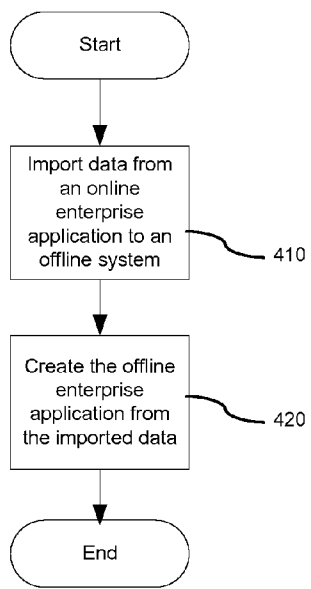 Start
Import data from
an online
enterprise
application to an
offline system
410
Create the offline
enterprise
application from
the imported data
420
End